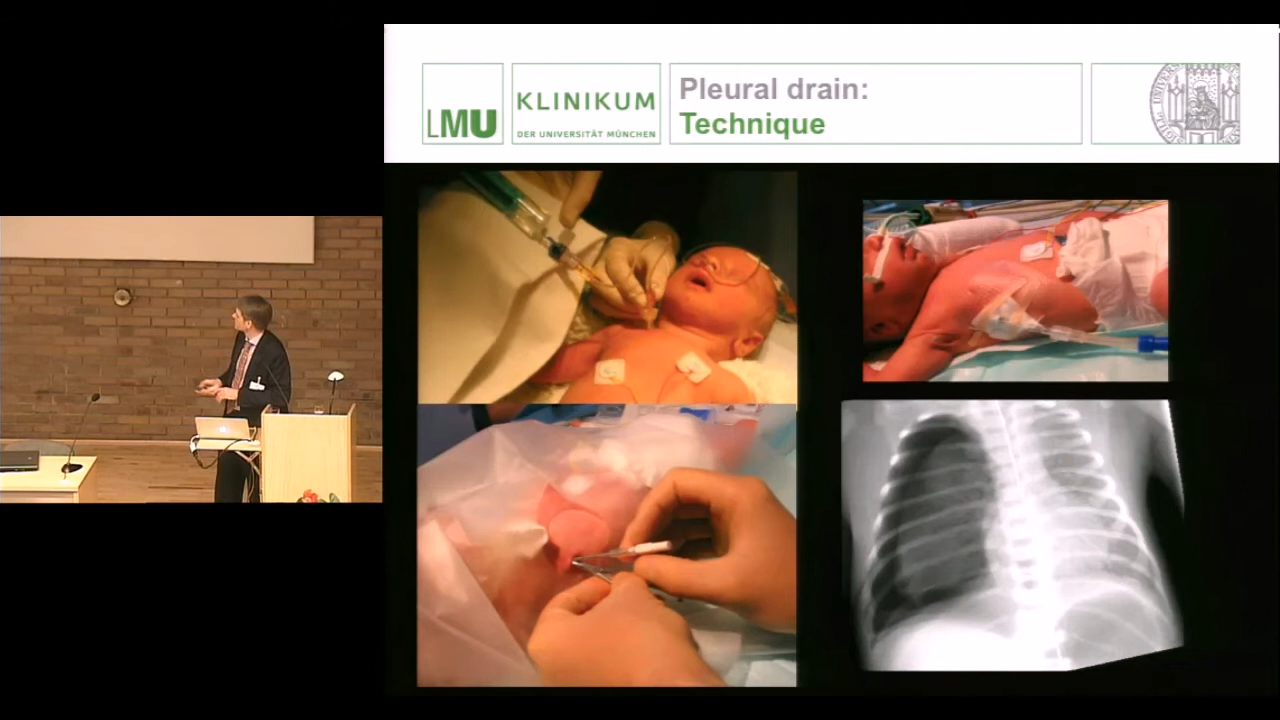 LMU
KLINIKUM
DER UNIVERSITÄT MÜNCHEN
Pleural drain:
Technique